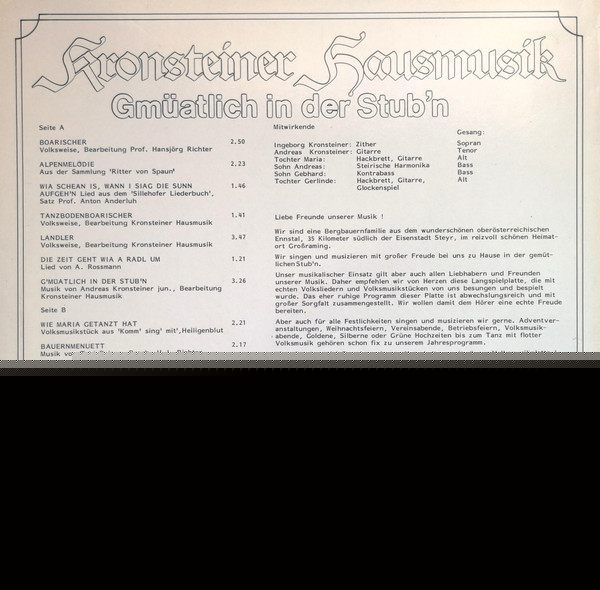 Kronsteiner Hausmusik
Gmüatlich in der Stub'n
Seite A
BOARISCHER 2.50
Volksweise, Bearbeitung Prof. Hansjörg Richter
ALPENMELODIE 2.23
Aus der Sammlung 'Ritter von Spaun'
WIA SCHEAN IS, WANN I SIAG DIE SUNN 1.46
AUFGEH'N Lied aus dem 'Sillehofer Liederbuch',
Satz Prof. Anton Anderluh
TANZBODENBOARISCHER 1.41
Volksweise, Bearbeitung Kronsteiner Hausmusik
LANDLER 3.47
Volksweise, Bearbeitung Kronsteiner Hausmusik
DIE ZEIT GEHT WIA A RADL UM 1.21
Lied von A. Rossmann
G'MUATLICH IN DER STUB'N 3.26
Musik von Andreas Kronsteiner jun., Bearbeitung
Kronsteiner Hausmusik
Seite B
WIE MARIA GETANZT HAT 2.21
Volksmusikstück aus 'Komm' sing' mit', Heiligenblut
BAUERNMENUETT 2.17
Mitwirkende
Gesang:
Ingeborg Kronsteiner: Zither Sopran
Andreas Kronsteiner: Gitarre Tenor
Tochter Maria: Hackbrett, Gitarre Alt
Sohn Andreas: Steirische Harmonika Bass
Sohn Gebhard: Kontrabass Bass
Tochter Gerlinde: Hackbrett, Gitarre, Alt
Glockenspiel
Liebe Freunde unserer Musik !
Wir sind eine Bergbauernfamilie aus dem wunderschönen oberösterreichischen
Ennstal, 35 Kilometer südlich der Eisenstadt Steyr, im reizvoll schönen Heimat-
ort Großraming.
Wir singen und musizieren mit großer Freude bei uns zu Hause in der gemüt-
lichen Stub'n.
Unser musikalischer Einsatz gilt aber auch allen Liebhabern und Freunden
unserer Musik. Daher empfehlen wir von Herzen diese Langspielplatte, die mit
echten Volksliedern und Volksmusikstücken von uns besungen und bespielt
wurde. Das eher ruhige Programm dieser Platte ist abwechslungsreich und mit
großer Sorgfalt zusammengestellt. Wir wollen damit dem Hörer eine echte Freude
bereiten.
Aber auch für alle Festlichkeiten singen und musizieren wir gerne. Adventver-
anstaltungen, Weihnachtsfeiern, Vereinsabende, Betriebsfeiern, Volksmusik-
abende, Goldene, Silberne oder Grüne Hochzeiten bis zum Tanz mit flotter
Volksmusik gehören schon fix zu unserem Jahresprogramm.